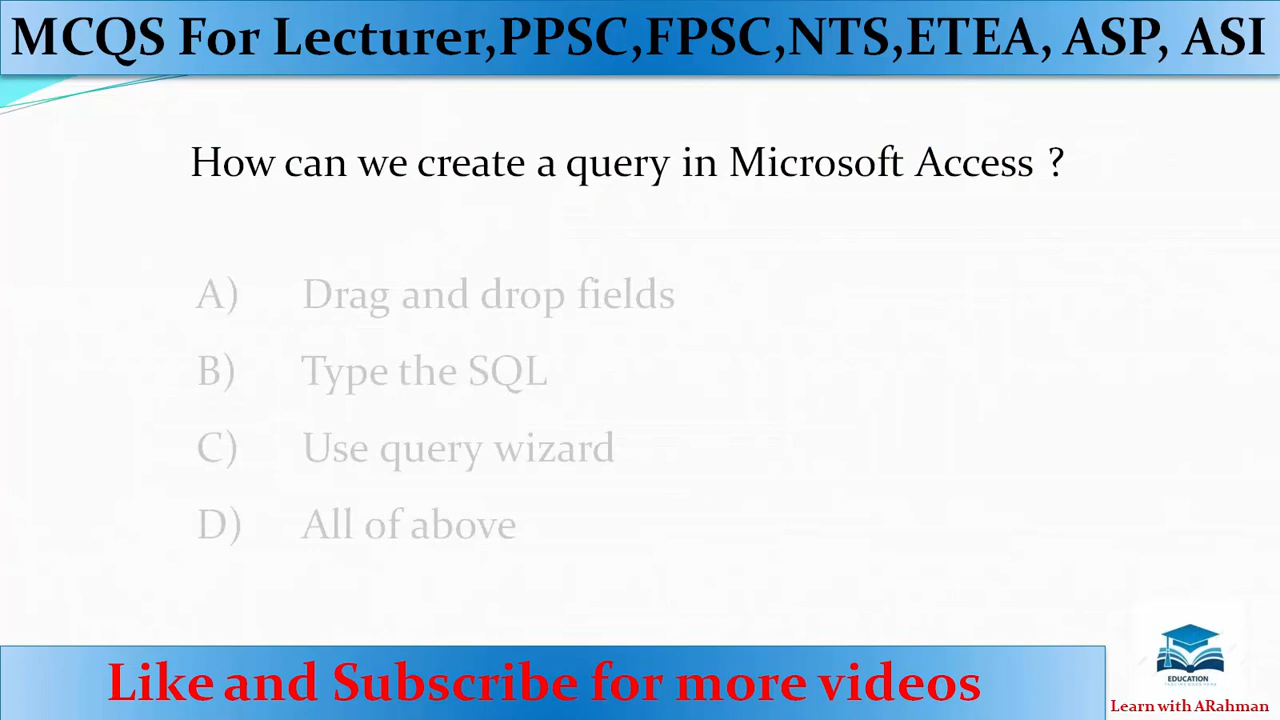 MCQS For Lecturer,PPSC,FPSC,NTS,ETEA, ASP, ASI
How can we create a query in Microsoft Access ?
A) Drag and drop fields
B) Type the SQL
C) Use query wizard
D) All of above
Like and Subscribe for more videos
EDUCATION
Learn with ARahman